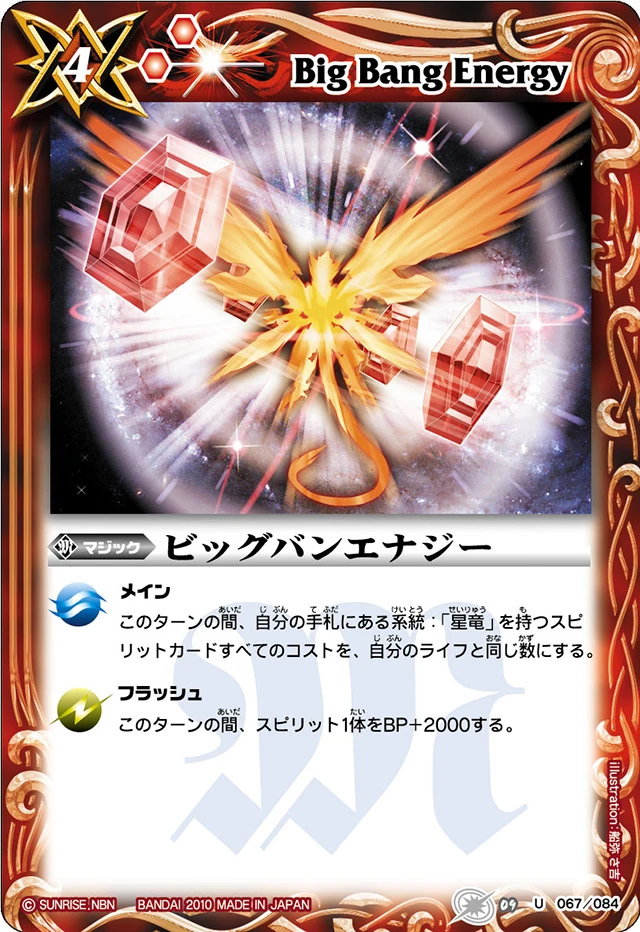 4
Big Bang Energy
マジック
ビッグバンエナジー
メイン
このターンの間、自分の手札にある系統：「星竜」を持つスピ
リットカードすべてのコストを、自分のライフと同じ数にする。
フラッシュ
このターンの間、スピリット1体をBP+2000する。
illustration：船弥 さ吉
© SUNRISE,NBN BANDAI 2010 MADE IN JAPAN
09 U 067/084